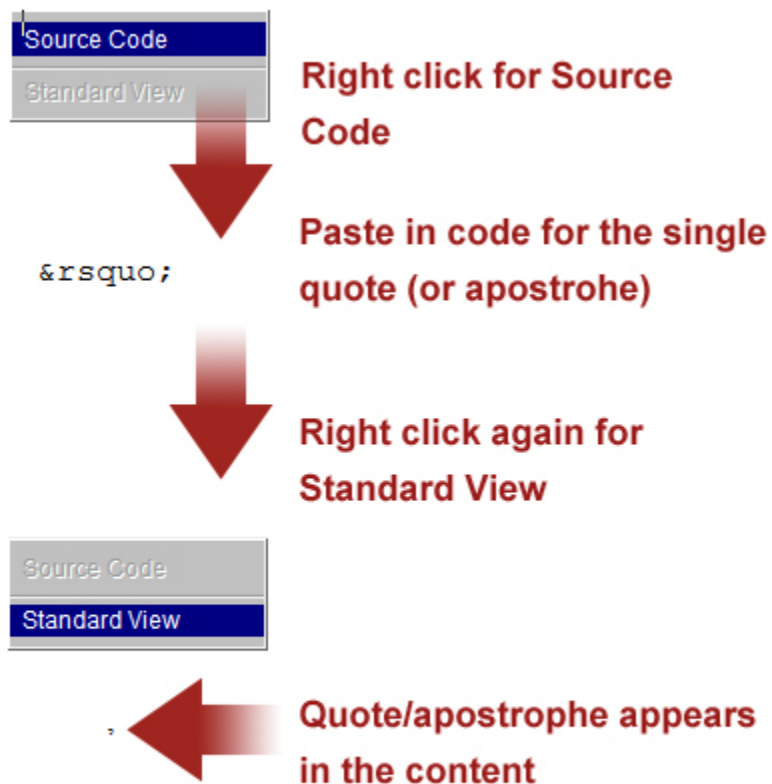 Source Code
Standard View
Right click for Source
Code
&rsquo;
Paste in code for the single
quote (or apostrohe)
Right click again for
Standard View
Source Code
Standard View
’
Quote/apostrophe appears
in the content